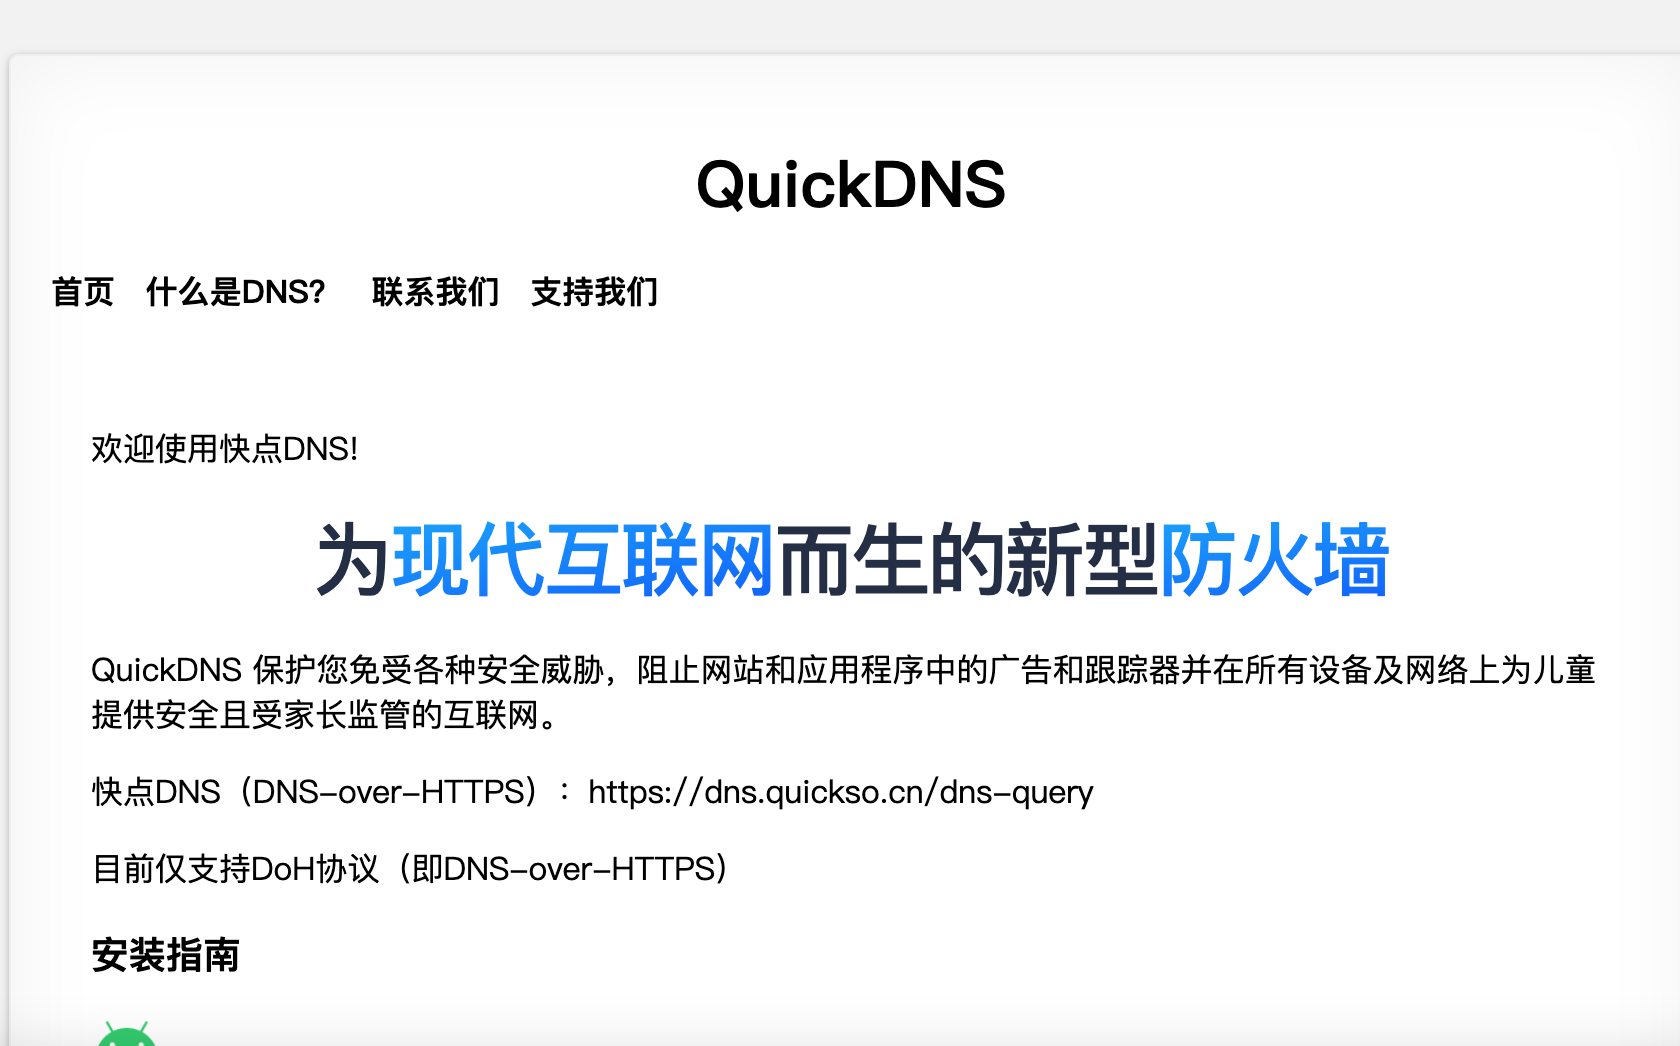 QuickDNS
首页 什么是DNS? 联系我们 支持我们
欢迎使用快点DNS!
为现代互联网而生的新型防火墙
QuickDNS 保护您免受各种安全威胁，阻止网站和应用程序中的广告和跟踪器并在所有设备及网络上为儿童
提供安全且受家长监管的互联网。
快点DNS（DNS-over-HTTPS）：https://dns.quickso.cn/dns-query
目前仅支持DoH协议（即DNS-over-HTTPS）
安装指南